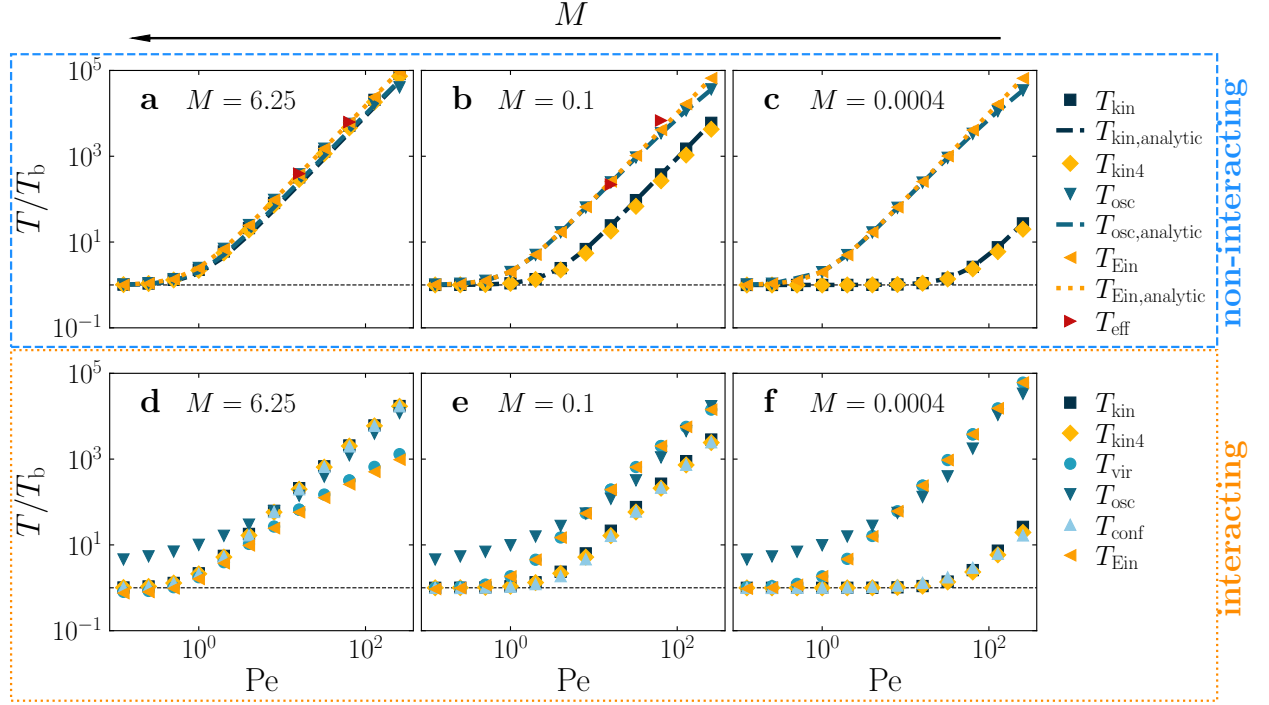 M
a M = 6.25
b M = 0.1
c M = 0.0004
10^5
10^3
10^1
10^-1
T/T_b
T_kin
T_kin,analytic
T_kin4
T_osc
T_osc,analytic
T_Ein
T_Ein,analytic
T_eff
non-interacting
d M = 6.25
e M = 0.1
f M = 0.0004
10^5
10^3
10^1
10^-1
T/T_b
10^0 10^2
10^0 10^2
10^0 10^2
Pe
Pe
Pe
T_kin
T_kin4
T_vir
T_osc
T_conf
T_Ein
interacting